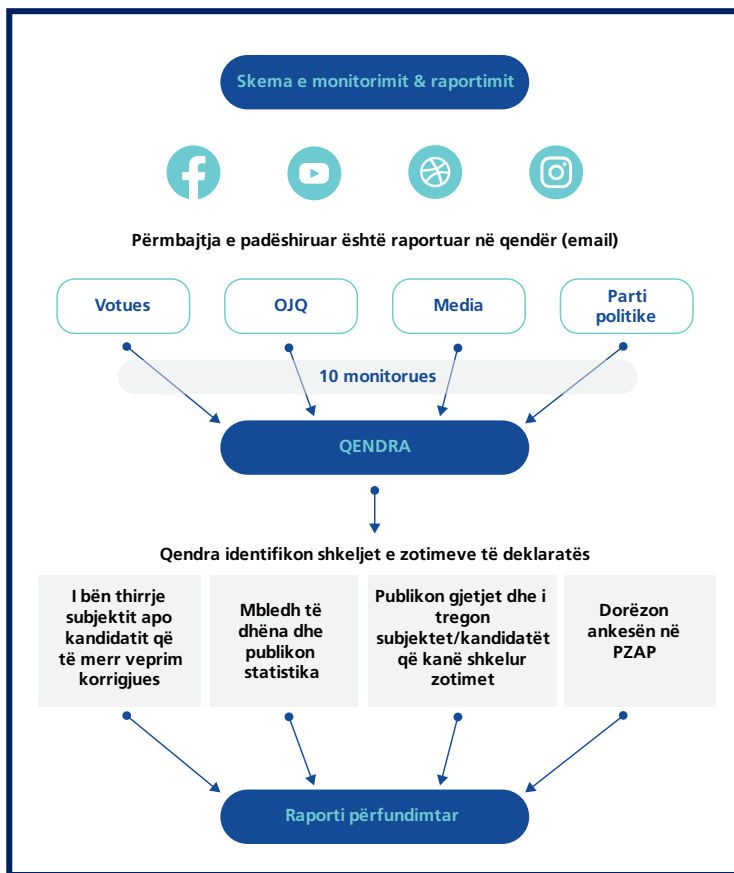 Skema e monitorimit & raportimit
Përmbajtja e padëshiruar është raportuar në qendër (email)
Votues
OJQ
Media
Parti
politike
10 monitorues
QENDRA
Qendra identifikon shkeljet e zotimeve të deklaratës
I bën thirrje
subjektit apo
kandidatit që
të merr veprim
korrigjues
Mbledh të
dhëna dhe
publikon
statistika
Publikon gjetjet dhe i
tregon
subjektet/kandidatët
që kanë shkelur
zotimet
Dorëzon
ankesën në
PZAP
Raporti përfundimtar